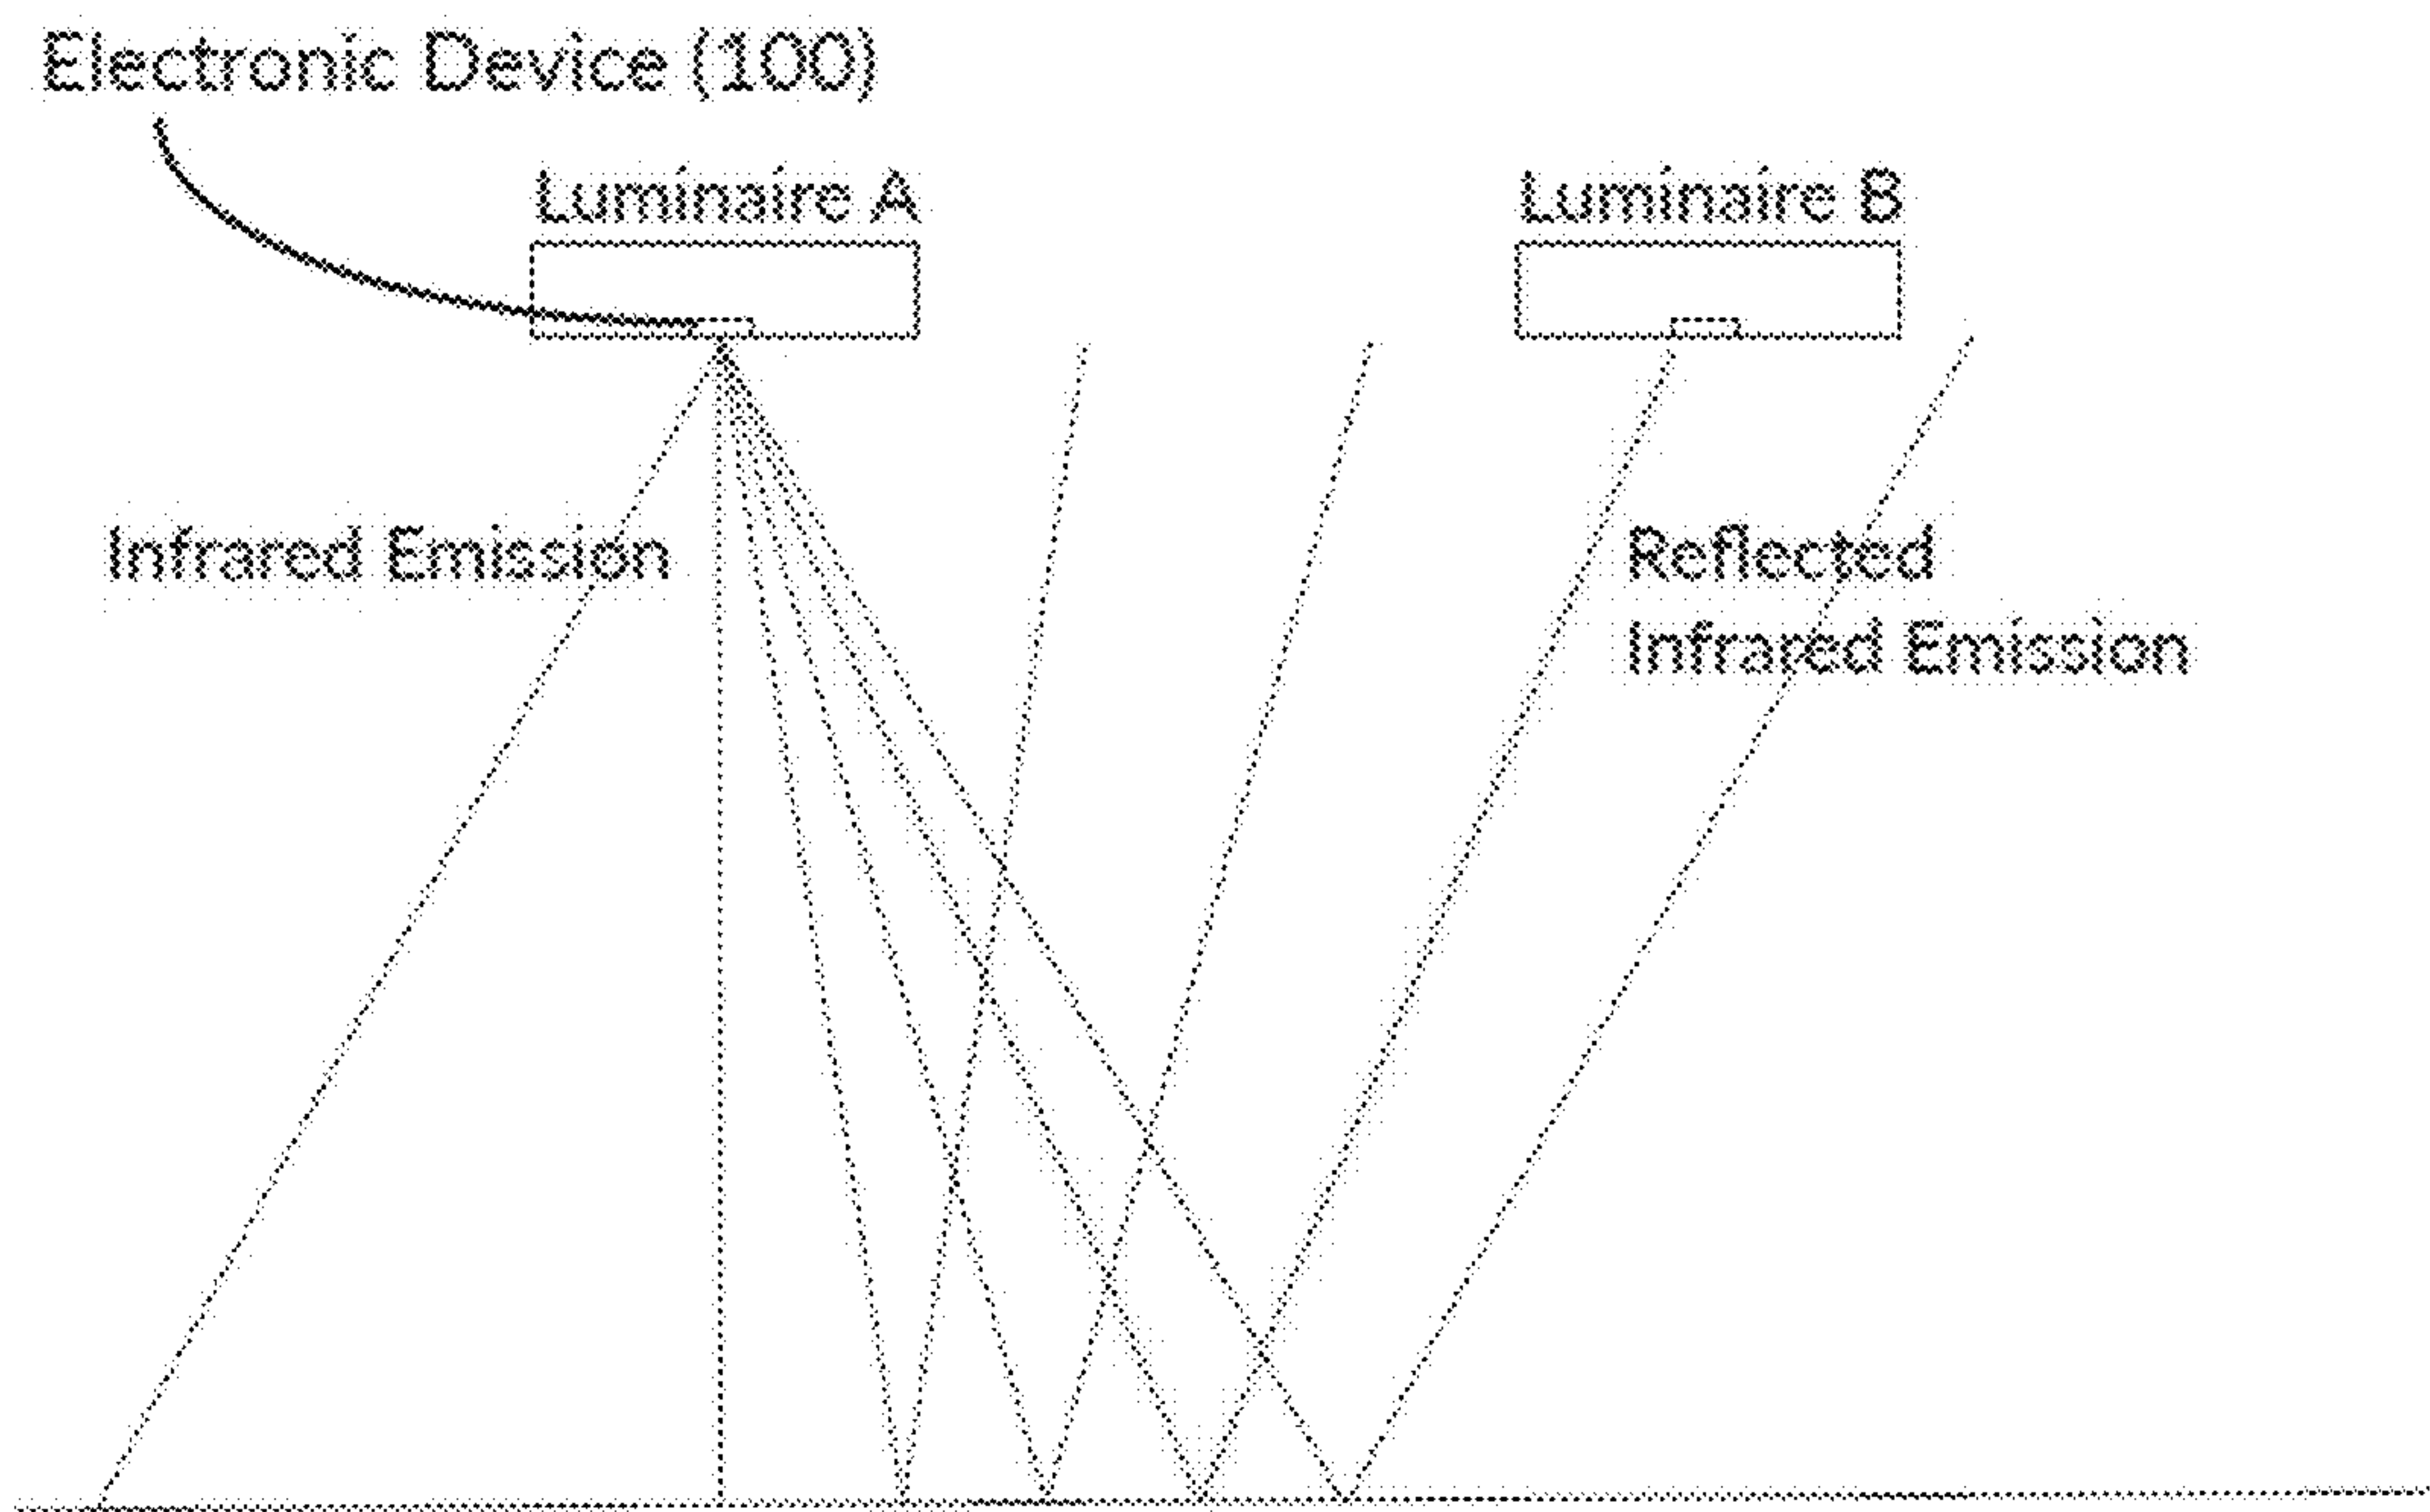 Electronic Device (100)
Luminaire A
Luminaire B
Infrared Emission
Reflected
Infrared Emission